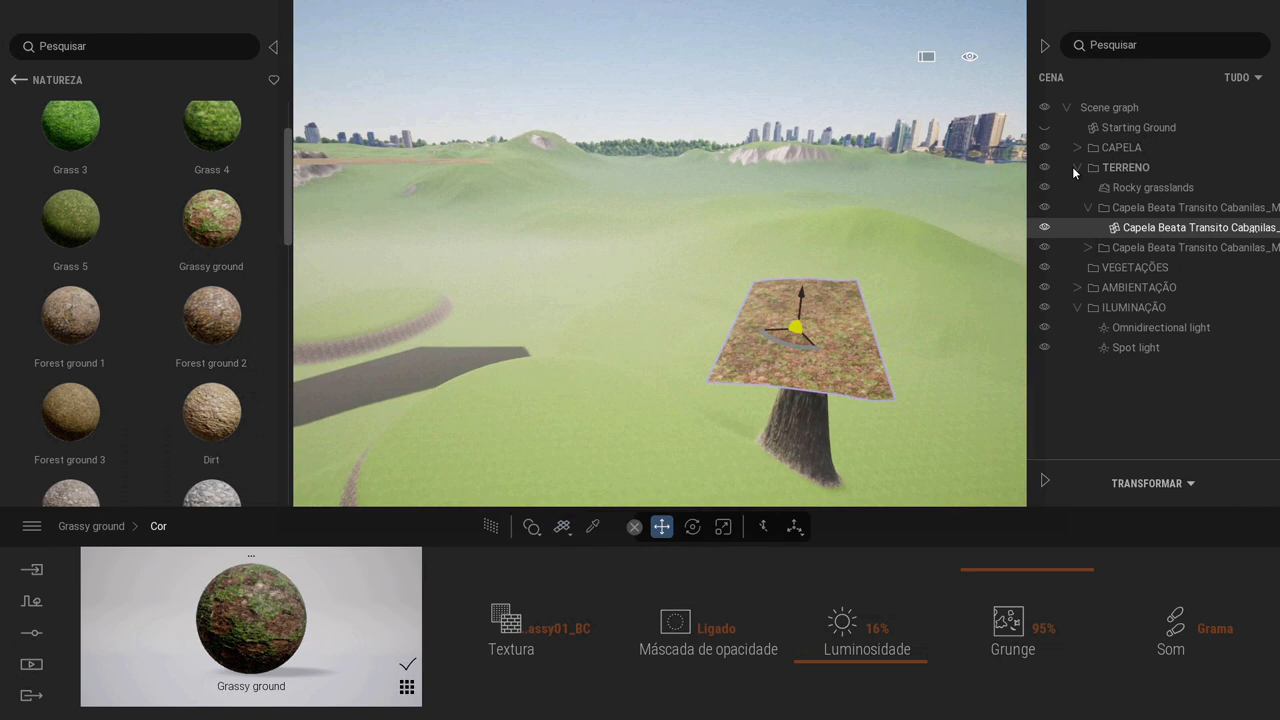 Pesquisar
NATUREZA
Grass 3
Grass 4
Grass 5
Grassy ground
Forest ground 1
Forest ground 2
Forest ground 3
Dirt
Pesquisar
CENA
TUDO
Scene graph
Starting Ground
CAPELA
TERRENO
Rocky grasslands
Capela Beata Transito Cabanilas_M
Capela Beata Transito Cabanilas_
Capela Beata Transito Cabanilas_M
VEGETAÇÕES
AMBIENTAÇÃO
ILUMINAÇÃO
Omnidirectional light
Spot light
TRANSFORMAR
Grassy ground
Cor
...
Grassy ground
..assy01_BC
Textura
Ligado
Máscada de opacidade
16%
Luminosidade
95%
Grunge
Grama
Som